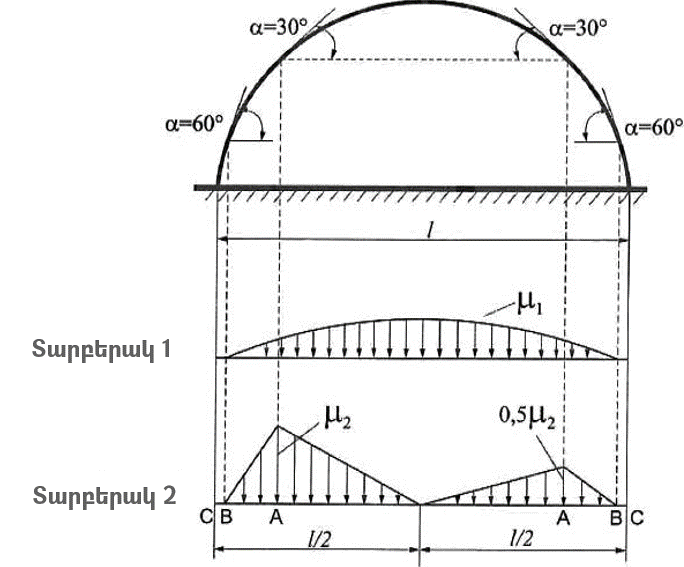 α=30° α=30°
α=60° α=60°
l
μ₁
Տարբերակ 1
μ₂ 0,5μ₂
Տարբերակ 2
C B A A B C
l/2 l/2